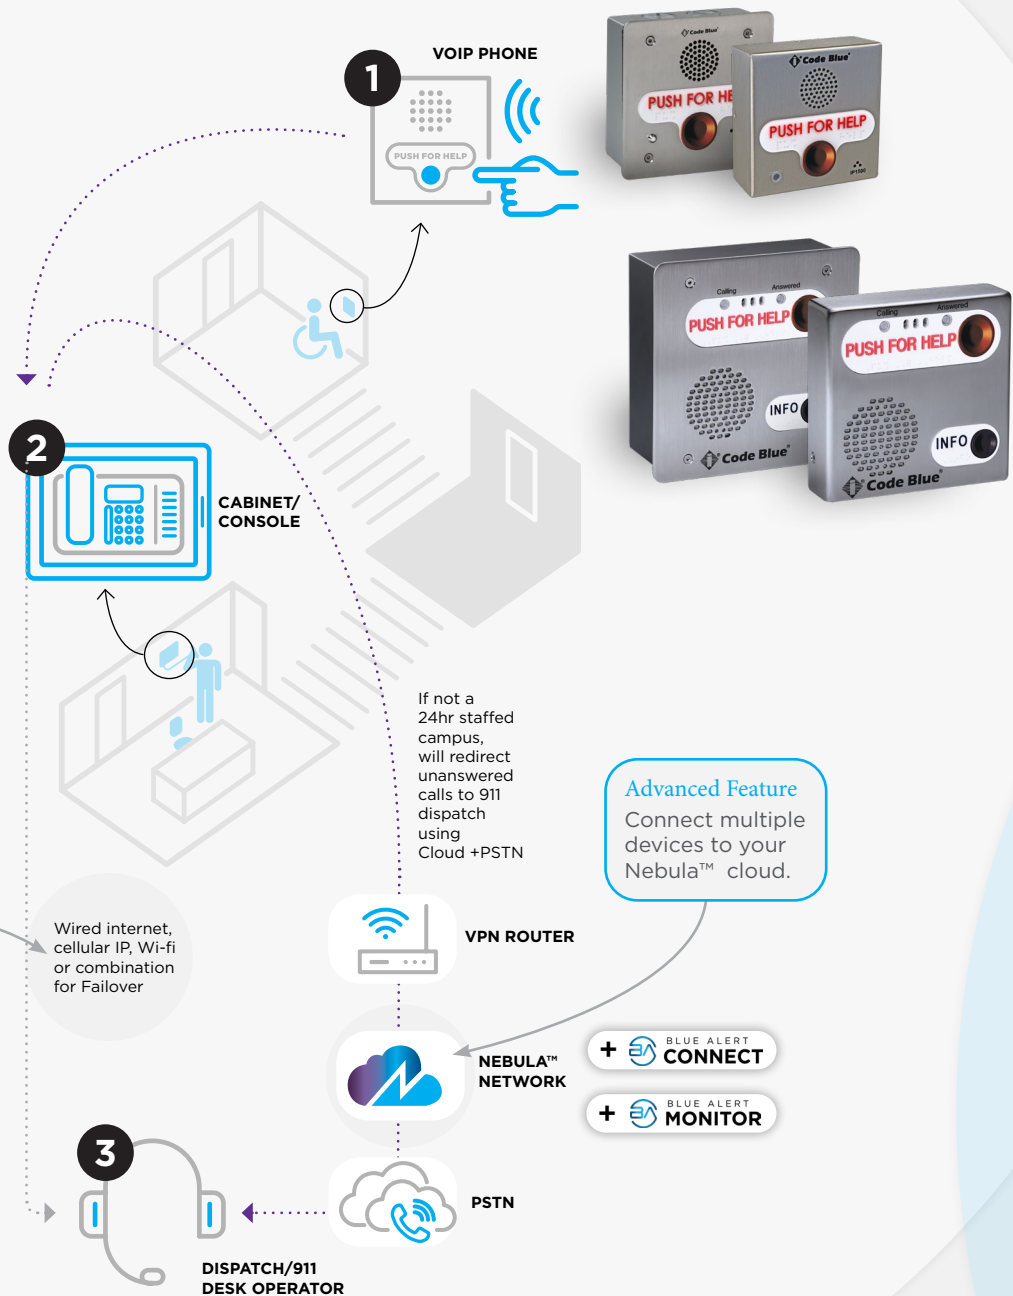 1
VOIP PHONE
PUSH FOR HELP
Code Blue®
PUSH FOR HE
Code Blue®
PUSH FOR HELP
IP1500
Calling Answered
PUSH FOR HELP
INFO
Code Blue®
Calling Answered
PUSH FOR HELP
INFO
Code Blue®
2
CABINET/
CONSOLE
If not a
24hr staffed
campus,
will redirect
unanswered
calls to 911
dispatch
using
Cloud +PSTN
Advanced Feature
Connect multiple
devices to your
Nebula™ cloud.
Wired internet,
cellular IP, Wi-fi
or combination
for Failover
VPN ROUTER
NEBULA™
NETWORK
+ BA BLUE ALERT
CONNECT
+ BA BLUE ALERT
MONITOR
3
PSTN
DISPATCH/911
DESK OPERATOR